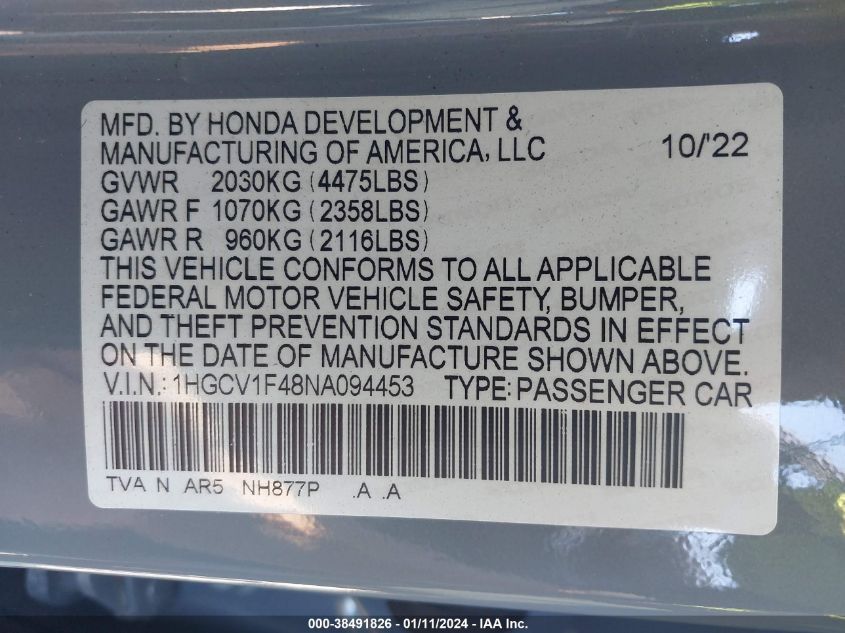 MFD. BY HONDA DEVELOPMENT &
MANUFACTURING OF AMERICA, LLC 10/'22
GVWR 2030KG (4475LBS)
GAWR F 1070KG (2358LBS)
GAWR R 960KG (2116LBS)
THIS VEHICLE CONFORMS TO ALL APPLICABLE
FEDERAL MOTOR VEHICLE SAFETY, BUMPER,
AND THEFT PREVENTION STANDARDS IN EFFECT
ON THE DATE OF MANUFACTURE SHOWN ABOVE.
V.I.N.: 1HGCV1F48NA094453 TYPE: PASSENGER CAR
TVA N AR5 NH877P .A .A
000-38491826 - 01/11/2024 - IAA Inc.